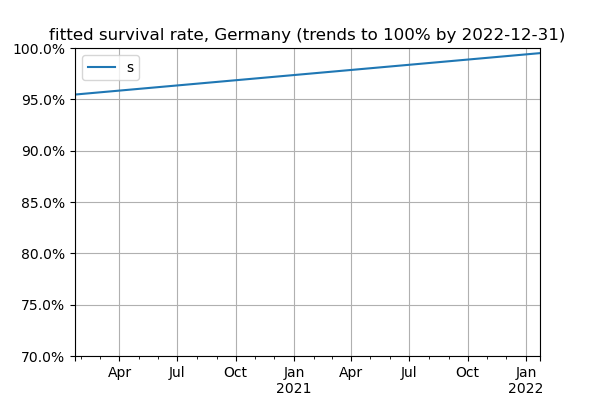 fitted survival rate, Germany (trends to 100% by 2022-12-31)
100.0%
s
95.0%
90.0%
85.0%
80.0%
75.0%
70.0%
Apr Jul Oct Jan Apr Jul Oct Jan
2021 2022